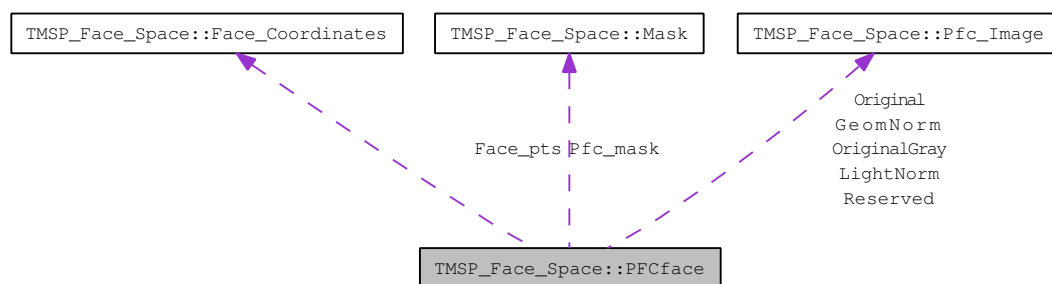 TMSP_Face_Space::Face_Coordinates
TMSP_Face_Space::Mask
TMSP_Face_Space::Pfc_Image
Face_pts
Pfc_mask
Original
GeomNorm
OriginalGray
LightNorm
Reserved
TMSP_Face_Space::PFCface